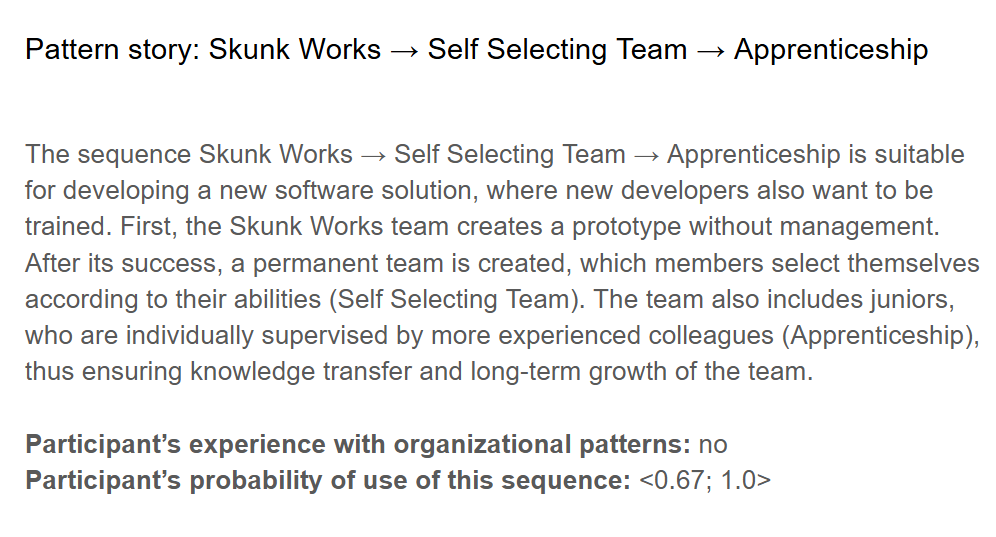 Pattern story: Skunk Works → Self Selecting Team → Apprenticeship
The sequence Skunk Works → Self Selecting Team → Apprenticeship is suitable
for developing a new software solution, where new developers also want to be
trained. First, the Skunk Works team creates a prototype without management.
After its success, a permanent team is created, which members select themselves
according to their abilities (Self Selecting Team). The team also includes juniors,
who are individually supervised by more experienced colleagues (Apprenticeship),
thus ensuring knowledge transfer and long-term growth of the team.
Participant’s experience with organizational patterns: no
Participant’s probability of use of this sequence: <0.67; 1.0>